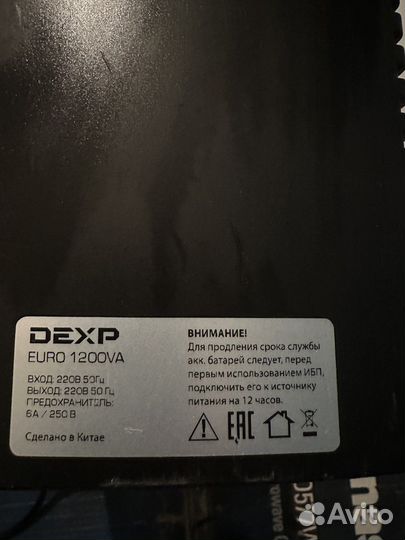 DEXP
EURO 1200VA
ВХОД: 220В 50Гц
ВЫХОД: 220В 50 Гц
ПРЕДОХРАНИТЕЛЬ:
6А / 250 В
Сделано в Китае
ВНИМАНИЕ!
Для продления срока службы
акк. батарей следует, перед
первым использованием ИБП,
подключить его к источнику
питания на 12 часов.
EAC
Avito